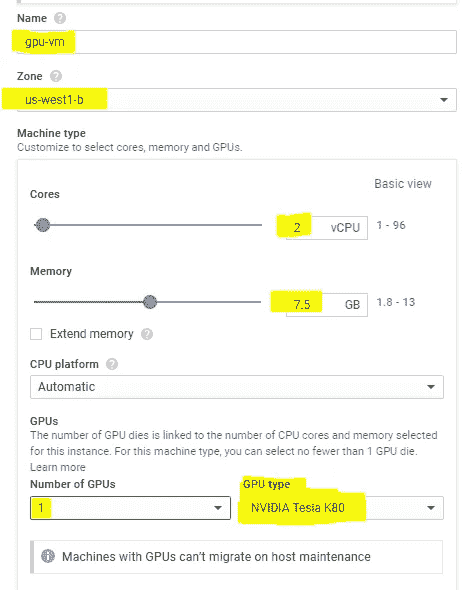 Name ?
gpu-vm
Zone ?
us-west1-b
Machine type
Customize to select cores, memory and GPUs.
Basic view
Cores
2 vCPU 1 - 96
Memory
7.5 GB 1.8 - 13
Extend memory ?
CPU platform ?
Automatic
GPUs
The number of GPU dies is linked to the number of CPU cores and memory selected
for this instance. For this machine type, you can select no fewer than 1 GPU die.
Learn more
Number of GPUs GPU type
1 NVIDIA Tesla K80
Machines with GPUs can't migrate on host maintenance